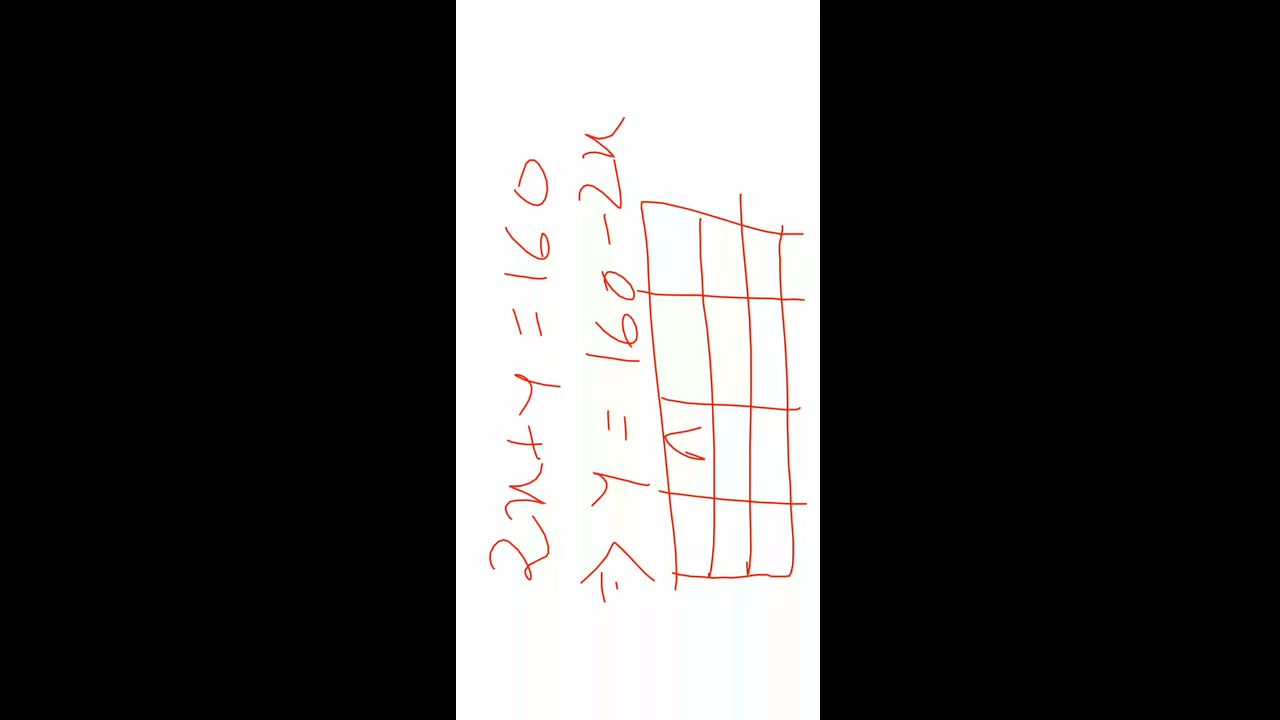 2x+y=160
⇒ y = 160-2x